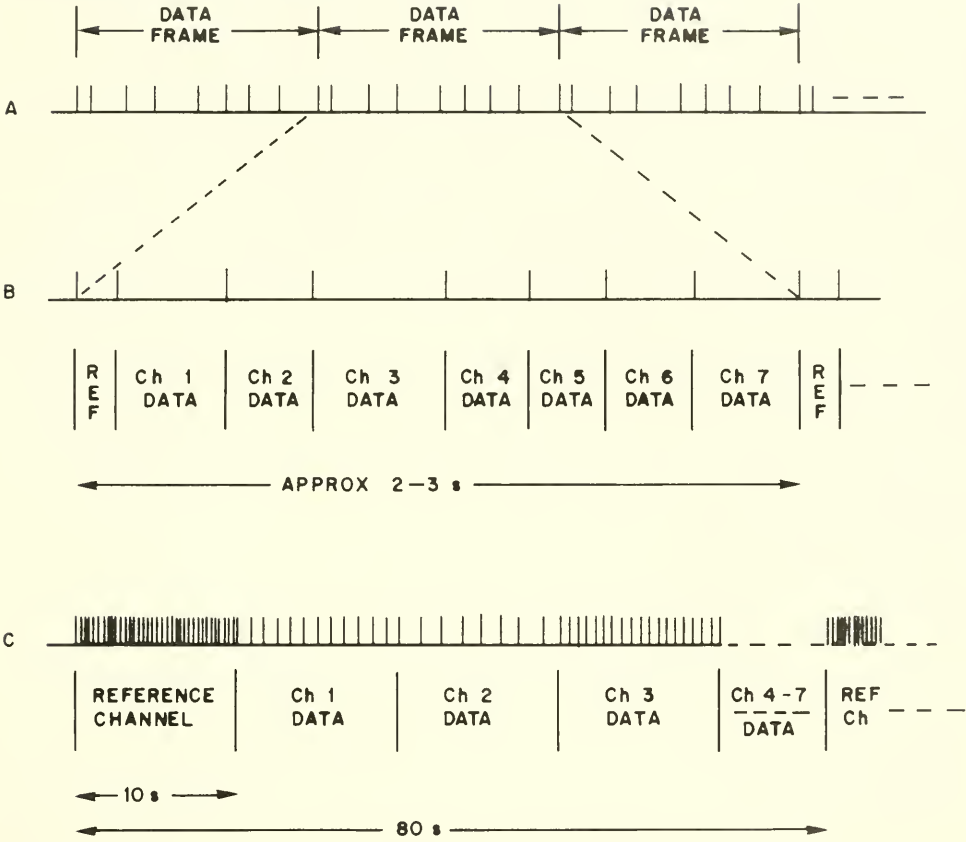 DATA FRAME
DATA FRAME
DATA FRAME
A
B
REF
Ch 1 DATA
Ch 2 DATA
Ch 3 DATA
Ch 4 DATA
Ch 5 DATA
Ch 6 DATA
Ch 7 DATA
REF
APPROX 2-3 s
C
REFERENCE CHANNEL
Ch 1 DATA
Ch 2 DATA
Ch 3 DATA
Ch 4-7 DATA
REF Ch
10 s
80 s